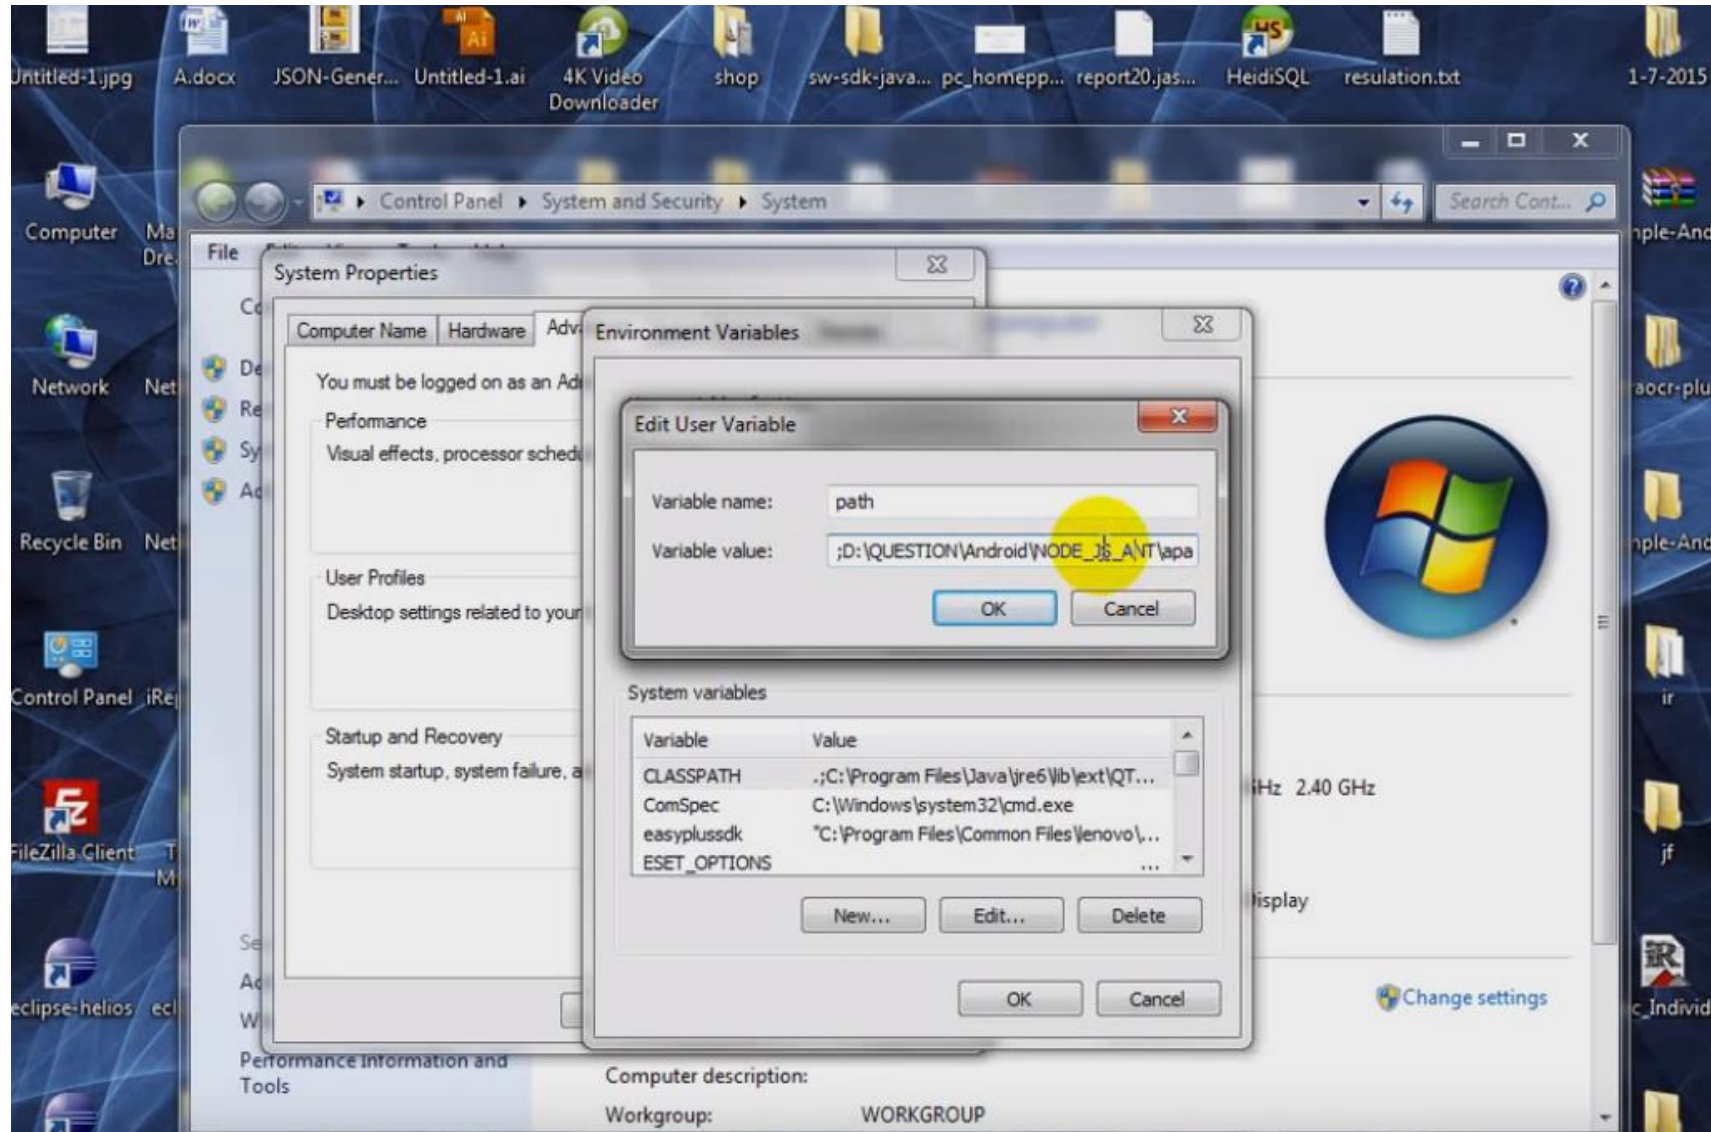 Untitled-1.jpg
A.docx
JSON-Gener...
Untitled-1.ai
4K Video
Downloader
shop
sw-sdk-java...
pc_homepp...
report20.jas...
HeidiSQL
resulation.txt
1-7-2015
Computer
Network
Recycle Bin
Control Panel
FileZilla Client
eclipse-helios
Control Panel
System and Security
System
Search Cont...
File
System Properties
Computer Name
Hardware
You must be logged on as an
Performance
Visual effects, processor
User Profiles
Desktop settings related to your
Startup and Recovery
System startup, system failure,
Performance Information and
Tools
Environment Variables
Edit User Variable
Variable name:
path
Variable value:
;D:\QUESTION\Android\NODE_JS_ANT\apa
OK
Cancel
System variables
Variable
Value
CLASSPATH
.;C:\Program Files\Java\jre6\lib\ext\QT...
ComSpec
C:\Windows\system32\cmd.exe
easyplussdk
"C:\Program Files\Common Files\lenovo\...
ESET_OPTIONS
...
New...
Edit...
Delete
OK
Cancel
GHz 2.40 GHz
Display
Change settings
Computer description:
Workgroup:
WORKGROUP
ir
jf